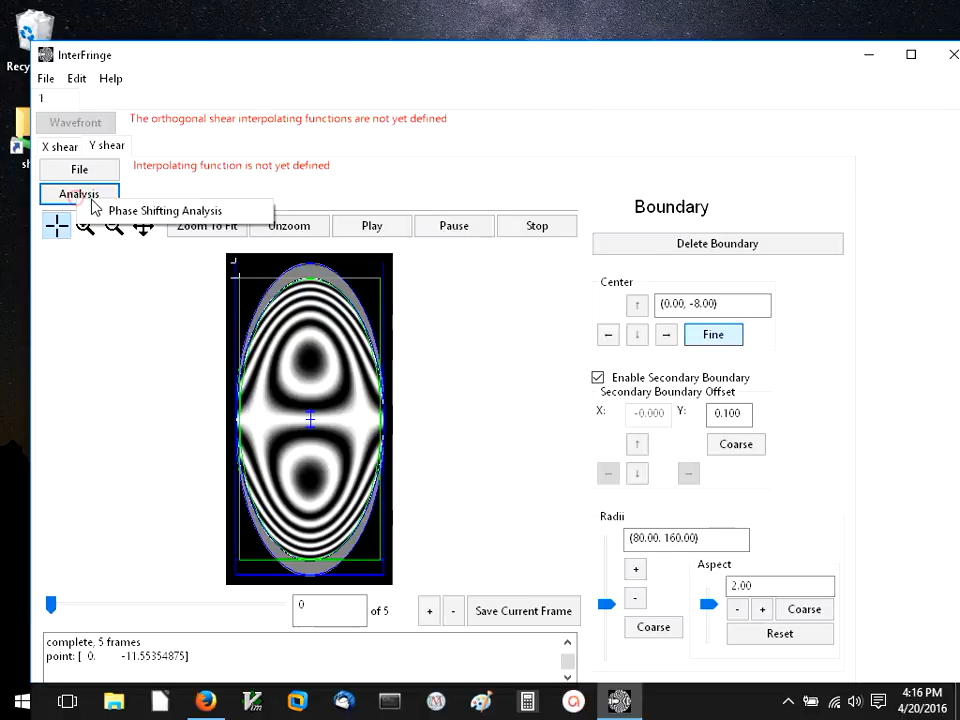 Recy
InterFringe
File Edit Help
1
Wavefront The orthogonal shear interpolating functions are not yet defined
X shear Y shear
File Interpolating function is not yet defined
Analysis
Phase Shifting Analysis
Zoom To Fit Unzoom Play Pause Stop
Boundary
Delete Boundary
Center
(0.00, -8.00)
Fine
Enable Secondary Boundary
Secondary Boundary Offset
X: -0.000 Y: 0.100
Coarse
Radii
(80.00. 160.00)
+
-
Coarse
Aspect
2.00
- + Coarse
Reset
0 of 5 + - Save Current Frame
complete, 5 frames
point: [ 0. -11.55354875]
4:16 PM
4/20/2016